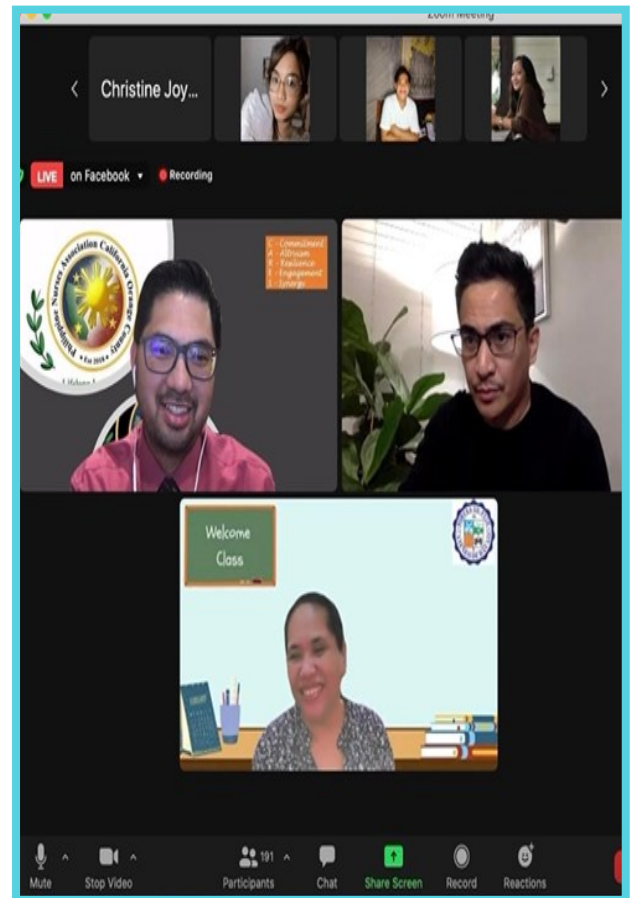 Zoom Meeting
Christine Joy...
LIVE on Facebook
Recording
Philippine Nurses Association California Orange County
Est 2018
C - Commitment
A - Altruism
R - Resilience
E - Engagement
S - Synergy
Welcome
Class
191
Mute
Stop Video
Participants
Chat
Share Screen
Record
Reactions